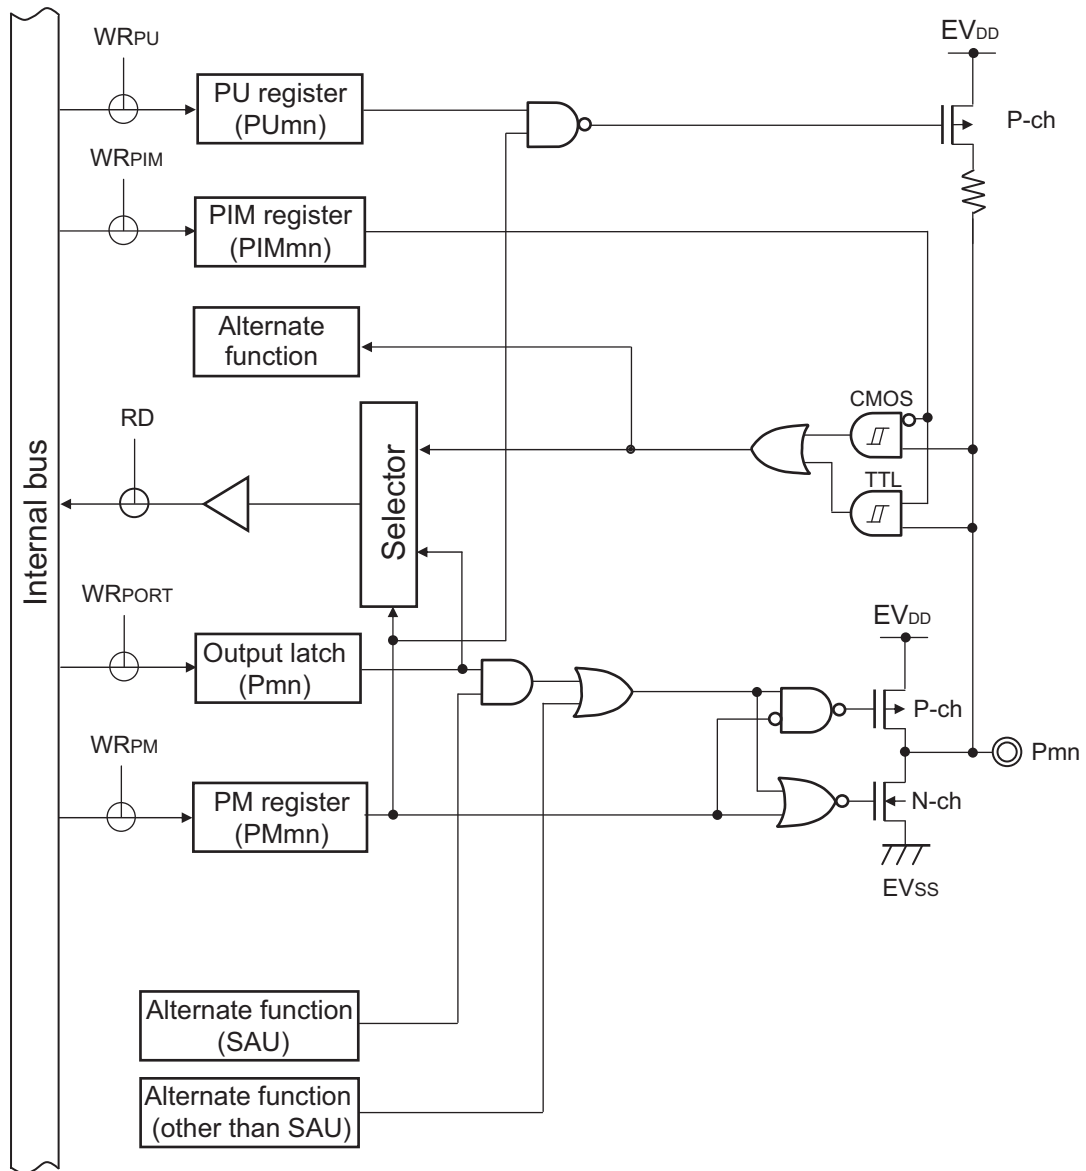 WRPU
PU register
(PUmn)
EVDD
P-ch
WRPIM
PIM register
(PIMmn)
Alternate
function
CMOS
RD
TTL
Selector
Internal bus
WRPORT
Output latch
(Pmn)
EVDD
P-ch
Pmn
WRPM
PM register
(PMmn)
N-ch
EVSS
Alternate function
(SAU)
Alternate function
(other than SAU)